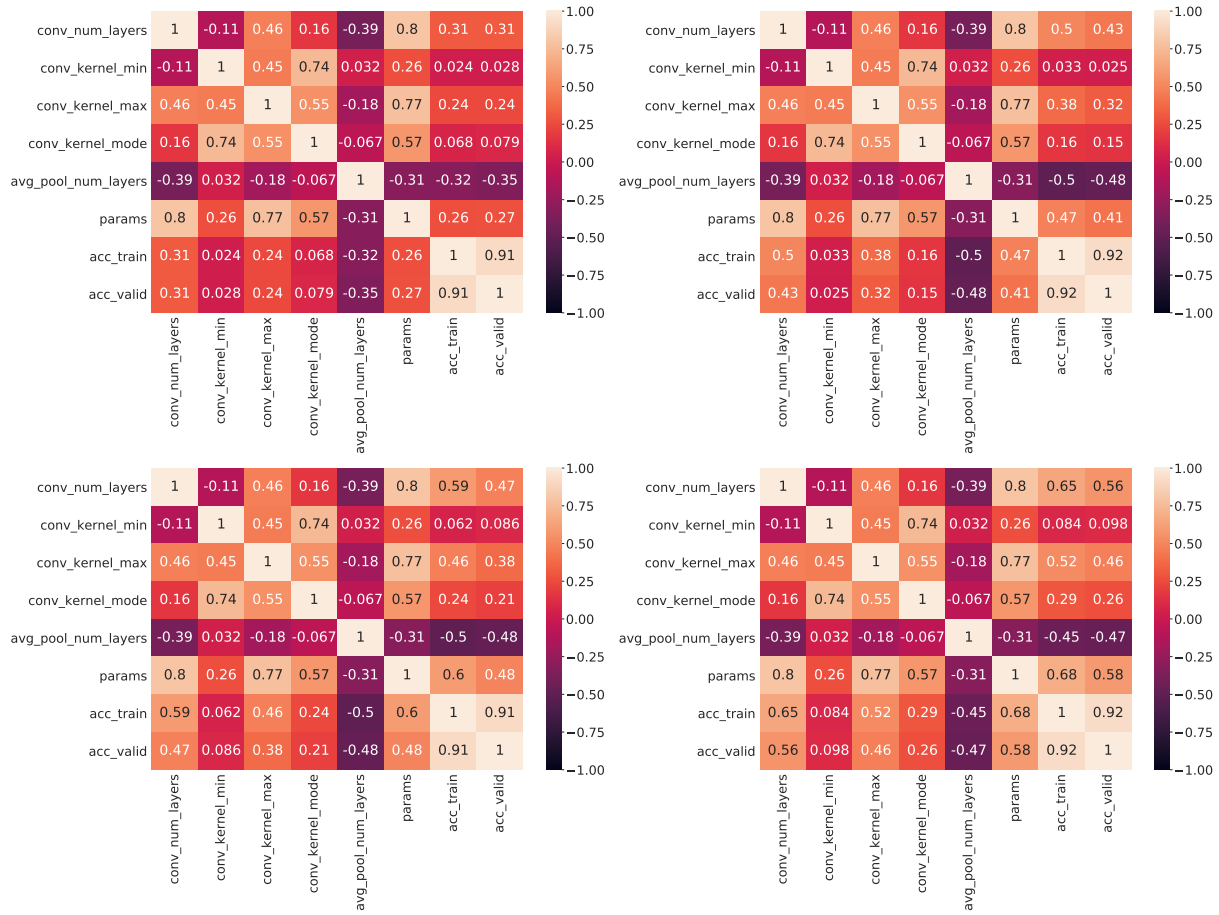 conv_num_layers 1 -0.11 0.46 0.16 -0.39 0.8 0.31 0.31
conv_kernel_min -0.11 1 0.45 0.74 0.032 0.26 0.024 0.028
conv_kernel_max 0.46 0.45 1 0.55 -0.18 0.77 0.24 0.24
conv_kernel_mode 0.16 0.74 0.55 1 -0.067 0.57 0.068 0.079
avg_pool_num_layers -0.39 0.032 -0.18 -0.067 1 -0.31 -0.32 -0.35
params 0.8 0.26 0.77 0.57 -0.31 1 0.26 0.27
acc_train 0.31 0.024 0.24 0.068 -0.32 0.26 1 0.91
acc_valid 0.31 0.028 0.24 0.079 -0.35 0.27 0.91 1
conv_num_layers conv_kernel_min conv_kernel_max conv_kernel_mode avg_pool_num_layers params acc_train acc_valid
1.00
0.75
0.50
0.25
0.00
−0.25
−0.50
−0.75
−1.00
conv_num_layers 1 -0.11 0.46 0.16 -0.39 0.8 0.5 0.43
conv_kernel_min -0.11 1 0.45 0.74 0.032 0.26 0.033 0.025
conv_kernel_max 0.46 0.45 1 0.55 -0.18 0.77 0.38 0.32
conv_kernel_mode 0.16 0.74 0.55 1 -0.067 0.57 0.16 0.15
avg_pool_num_layers -0.39 0.032 -0.18 -0.067 1 -0.31 -0.5 -0.48
params 0.8 0.26 0.77 0.57 -0.31 1 0.47 0.41
acc_train 0.5 0.033 0.38 0.16 -0.5 0.47 1 0.92
acc_valid 0.43 0.025 0.32 0.15 -0.48 0.41 0.92 1
conv_num_layers conv_kernel_min conv_kernel_max conv_kernel_mode avg_pool_num_layers params acc_train acc_valid
1.00
0.75
0.50
0.25
0.00
−0.25
−0.50
−0.75
−1.00
conv_num_layers 1 -0.11 0.46 0.16 -0.39 0.8 0.59 0.47
conv_kernel_min -0.11 1 0.45 0.74 0.032 0.26 0.062 0.086
conv_kernel_max 0.46 0.45 1 0.55 -0.18 0.77 0.46 0.38
conv_kernel_mode 0.16 0.74 0.55 1 -0.067 0.57 0.24 0.21
avg_pool_num_layers -0.39 0.032 -0.18 -0.067 1 -0.31 -0.5 -0.48
params 0.8 0.26 0.77 0.57 -0.31 1 0.6 0.48
acc_train 0.59 0.062 0.46 0.24 -0.5 0.6 1 0.91
acc_valid 0.47 0.086 0.38 0.21 -0.48 0.48 0.91 1
conv_num_layers conv_kernel_min conv_kernel_max conv_kernel_mode avg_pool_num_layers params acc_train acc_valid
1.00
0.75
0.50
0.25
0.00
−0.25
−0.50
−0.75
−1.00
conv_num_layers 1 -0.11 0.46 0.16 -0.39 0.8 0.65 0.56
conv_kernel_min -0.11 1 0.45 0.74 0.032 0.26 0.084 0.098
conv_kernel_max 0.46 0.45 1 0.55 -0.18 0.77 0.52 0.46
conv_kernel_mode 0.16 0.74 0.55 1 -0.067 0.57 0.29 0.26
avg_pool_num_layers -0.39 0.032 -0.18 -0.067 1 -0.31 -0.45 -0.47
params 0.8 0.26 0.77 0.57 -0.31 1 0.68 0.58
acc_train 0.65 0.084 0.52 0.29 -0.45 0.68 1 0.92
acc_valid 0.56 0.098 0.46 0.26 -0.47 0.58 0.92 1
conv_num_layers conv_kernel_min conv_kernel_max conv_kernel_mode avg_pool_num_layers params acc_train acc_valid
1.00
0.75
0.50
0.25
0.00
−0.25
−0.50
−0.75
−1.00